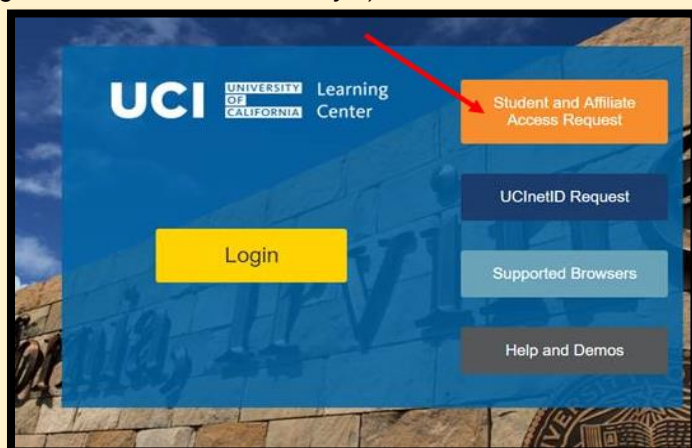 UCI UNIVERSITY OF CALIFORNIA Learning Center
Student and Affiliate
Access Request
UCInetID Request
Login
Supported Browsers
Help and Demos